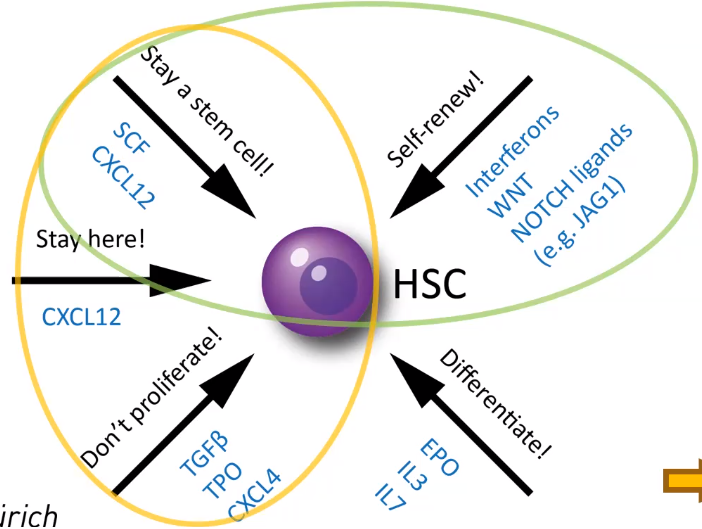 Stay a stem cell!
SCF
CXCL12
Self-renew!
Interferons
WNT
NOTCH ligands
(e.g. JAG1)
Stay here!
CXCL12
HSC
Don't proliferate!
TGFβ
TPO
CXCL4
Differentiate!
EPO
IL3
IL7